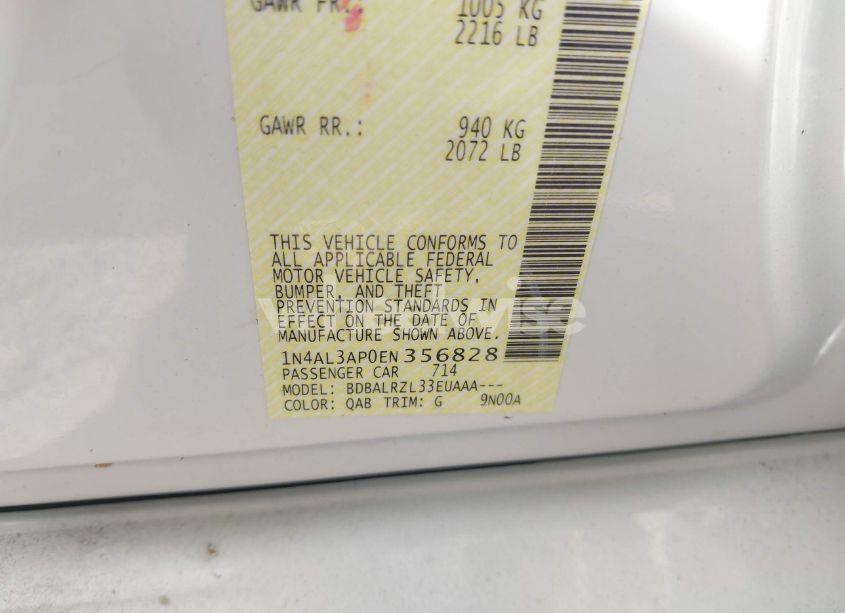 GAWR FR.: 1005 KG
2216 LB
GAWR RR.: 940 KG
2072 LB
THIS VEHICLE CONFORMS TO
ALL APPLICABLE FEDERAL
MOTOR VEHICLE SAFETY,
BUMPER, AND THEFT
PREVENTION STANDARDS IN
EFFECT ON THE DATE OF
MANUFACTURE SHOWN ABOVE.
1N4AL3AP0EN356828
PASSENGER CAR 714
MODEL: BDBALRZL33EUAAA---
COLOR: QAB TRIM: G 9N00A